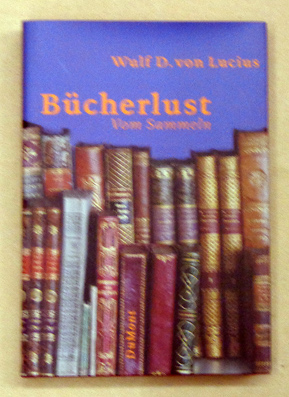 Wulf D. von Lucius
Bücherlust
Vom Sammeln
DuMont